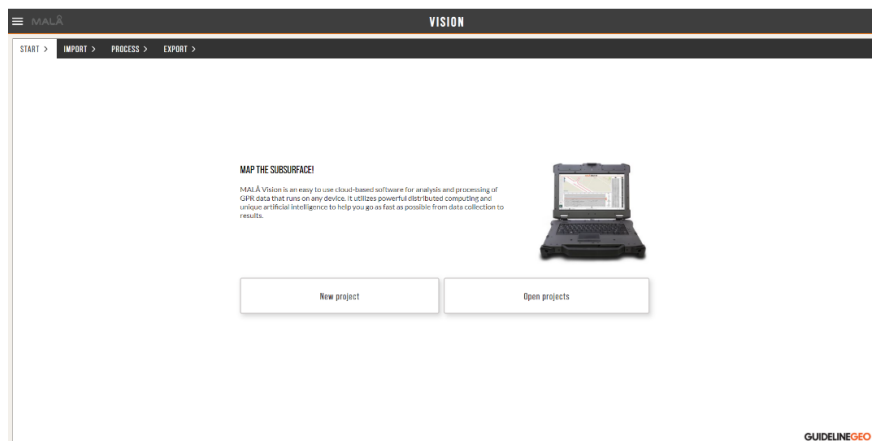 MALÅ
VISION
START >
IMPORT >
PROCESS >
EXPORT >
MAP THE SUBSURFACE!
MALÅ Vision is an easy to use cloud-based software for analysis and processing of
GPR data that runs on any device. It utilizes powerful distributed computing and
unique artificial intelligence to help you go as fast as possible from data collection to
results.
New project
Open projects
GUIDELINEGEO